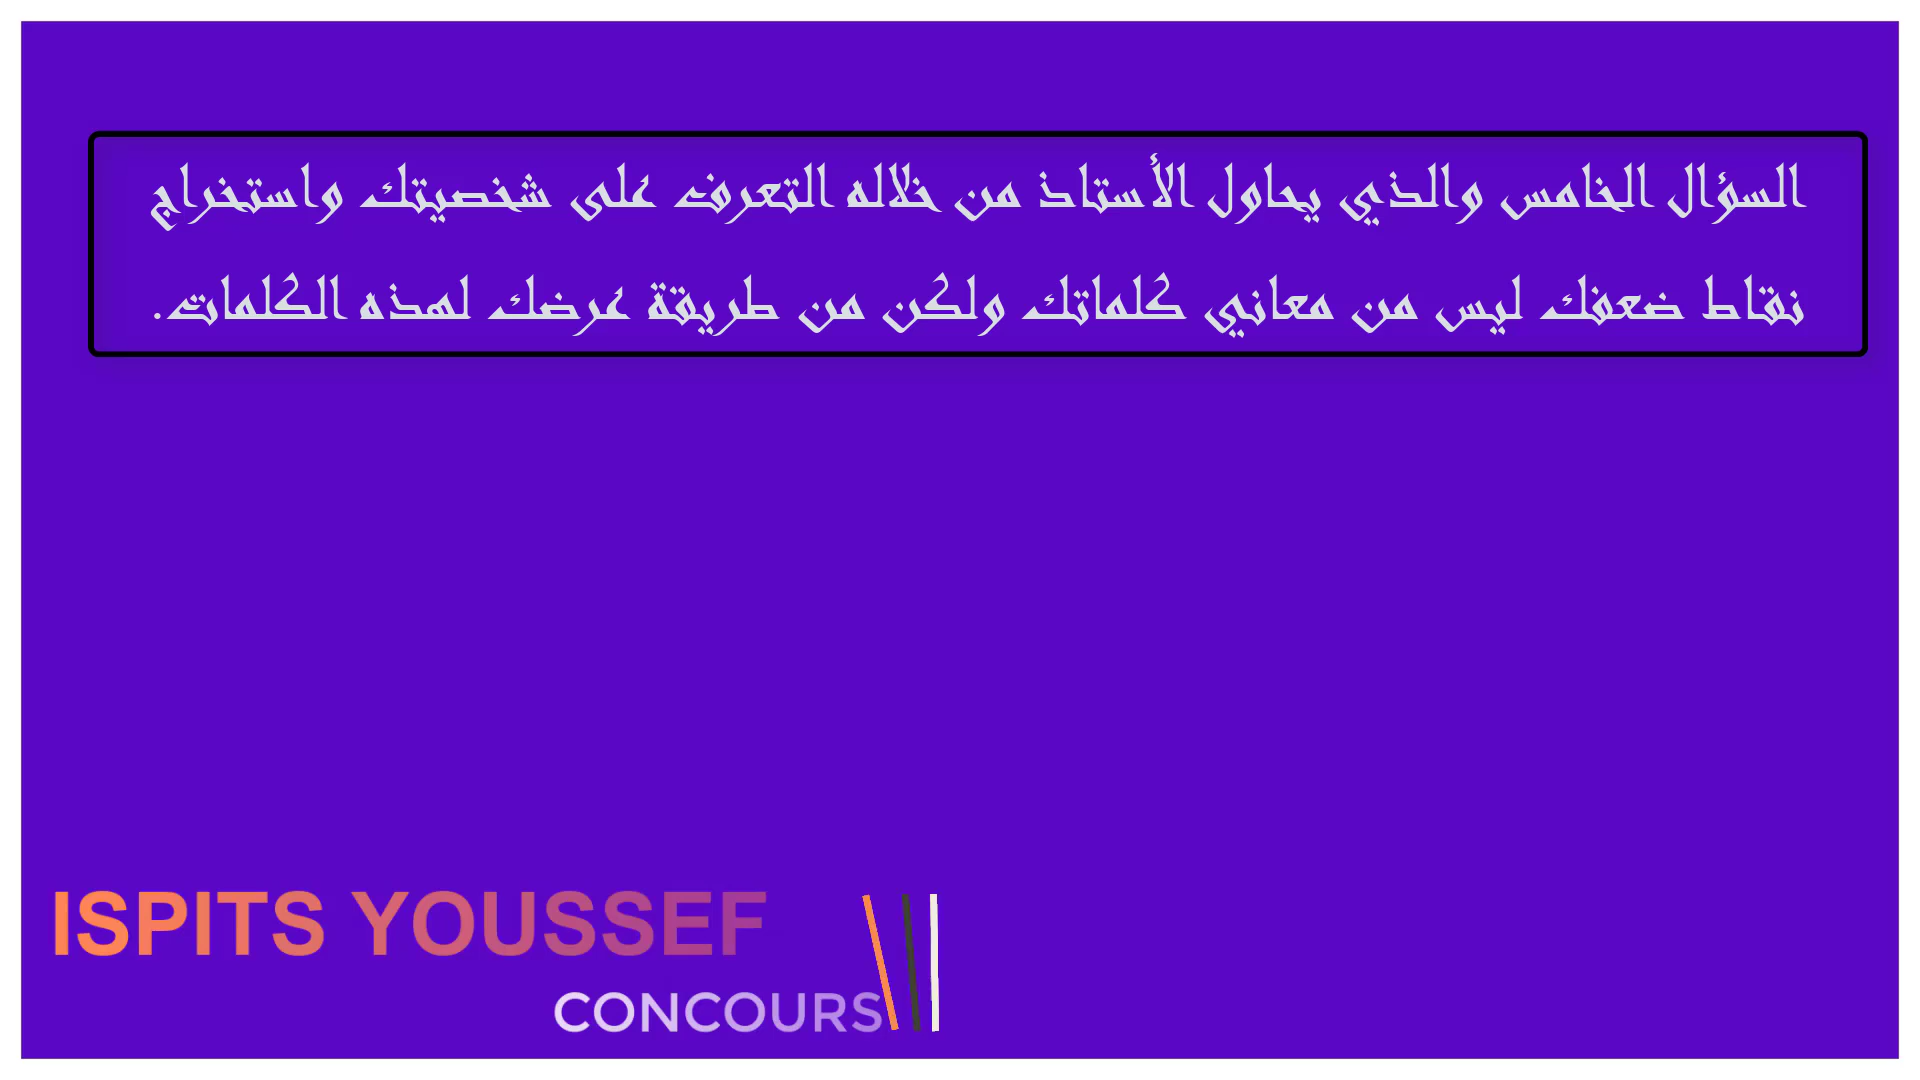 السؤال الخامس والذي يحاول الأستاذ من خلاله التعرف على شخصيتك واستخراج
نقاط ضعفك ليس من معاني كلماتك ولكن من طريقة عرضك لهذه الكلمات.
ISPITS YOUSSEF
CONCOURS